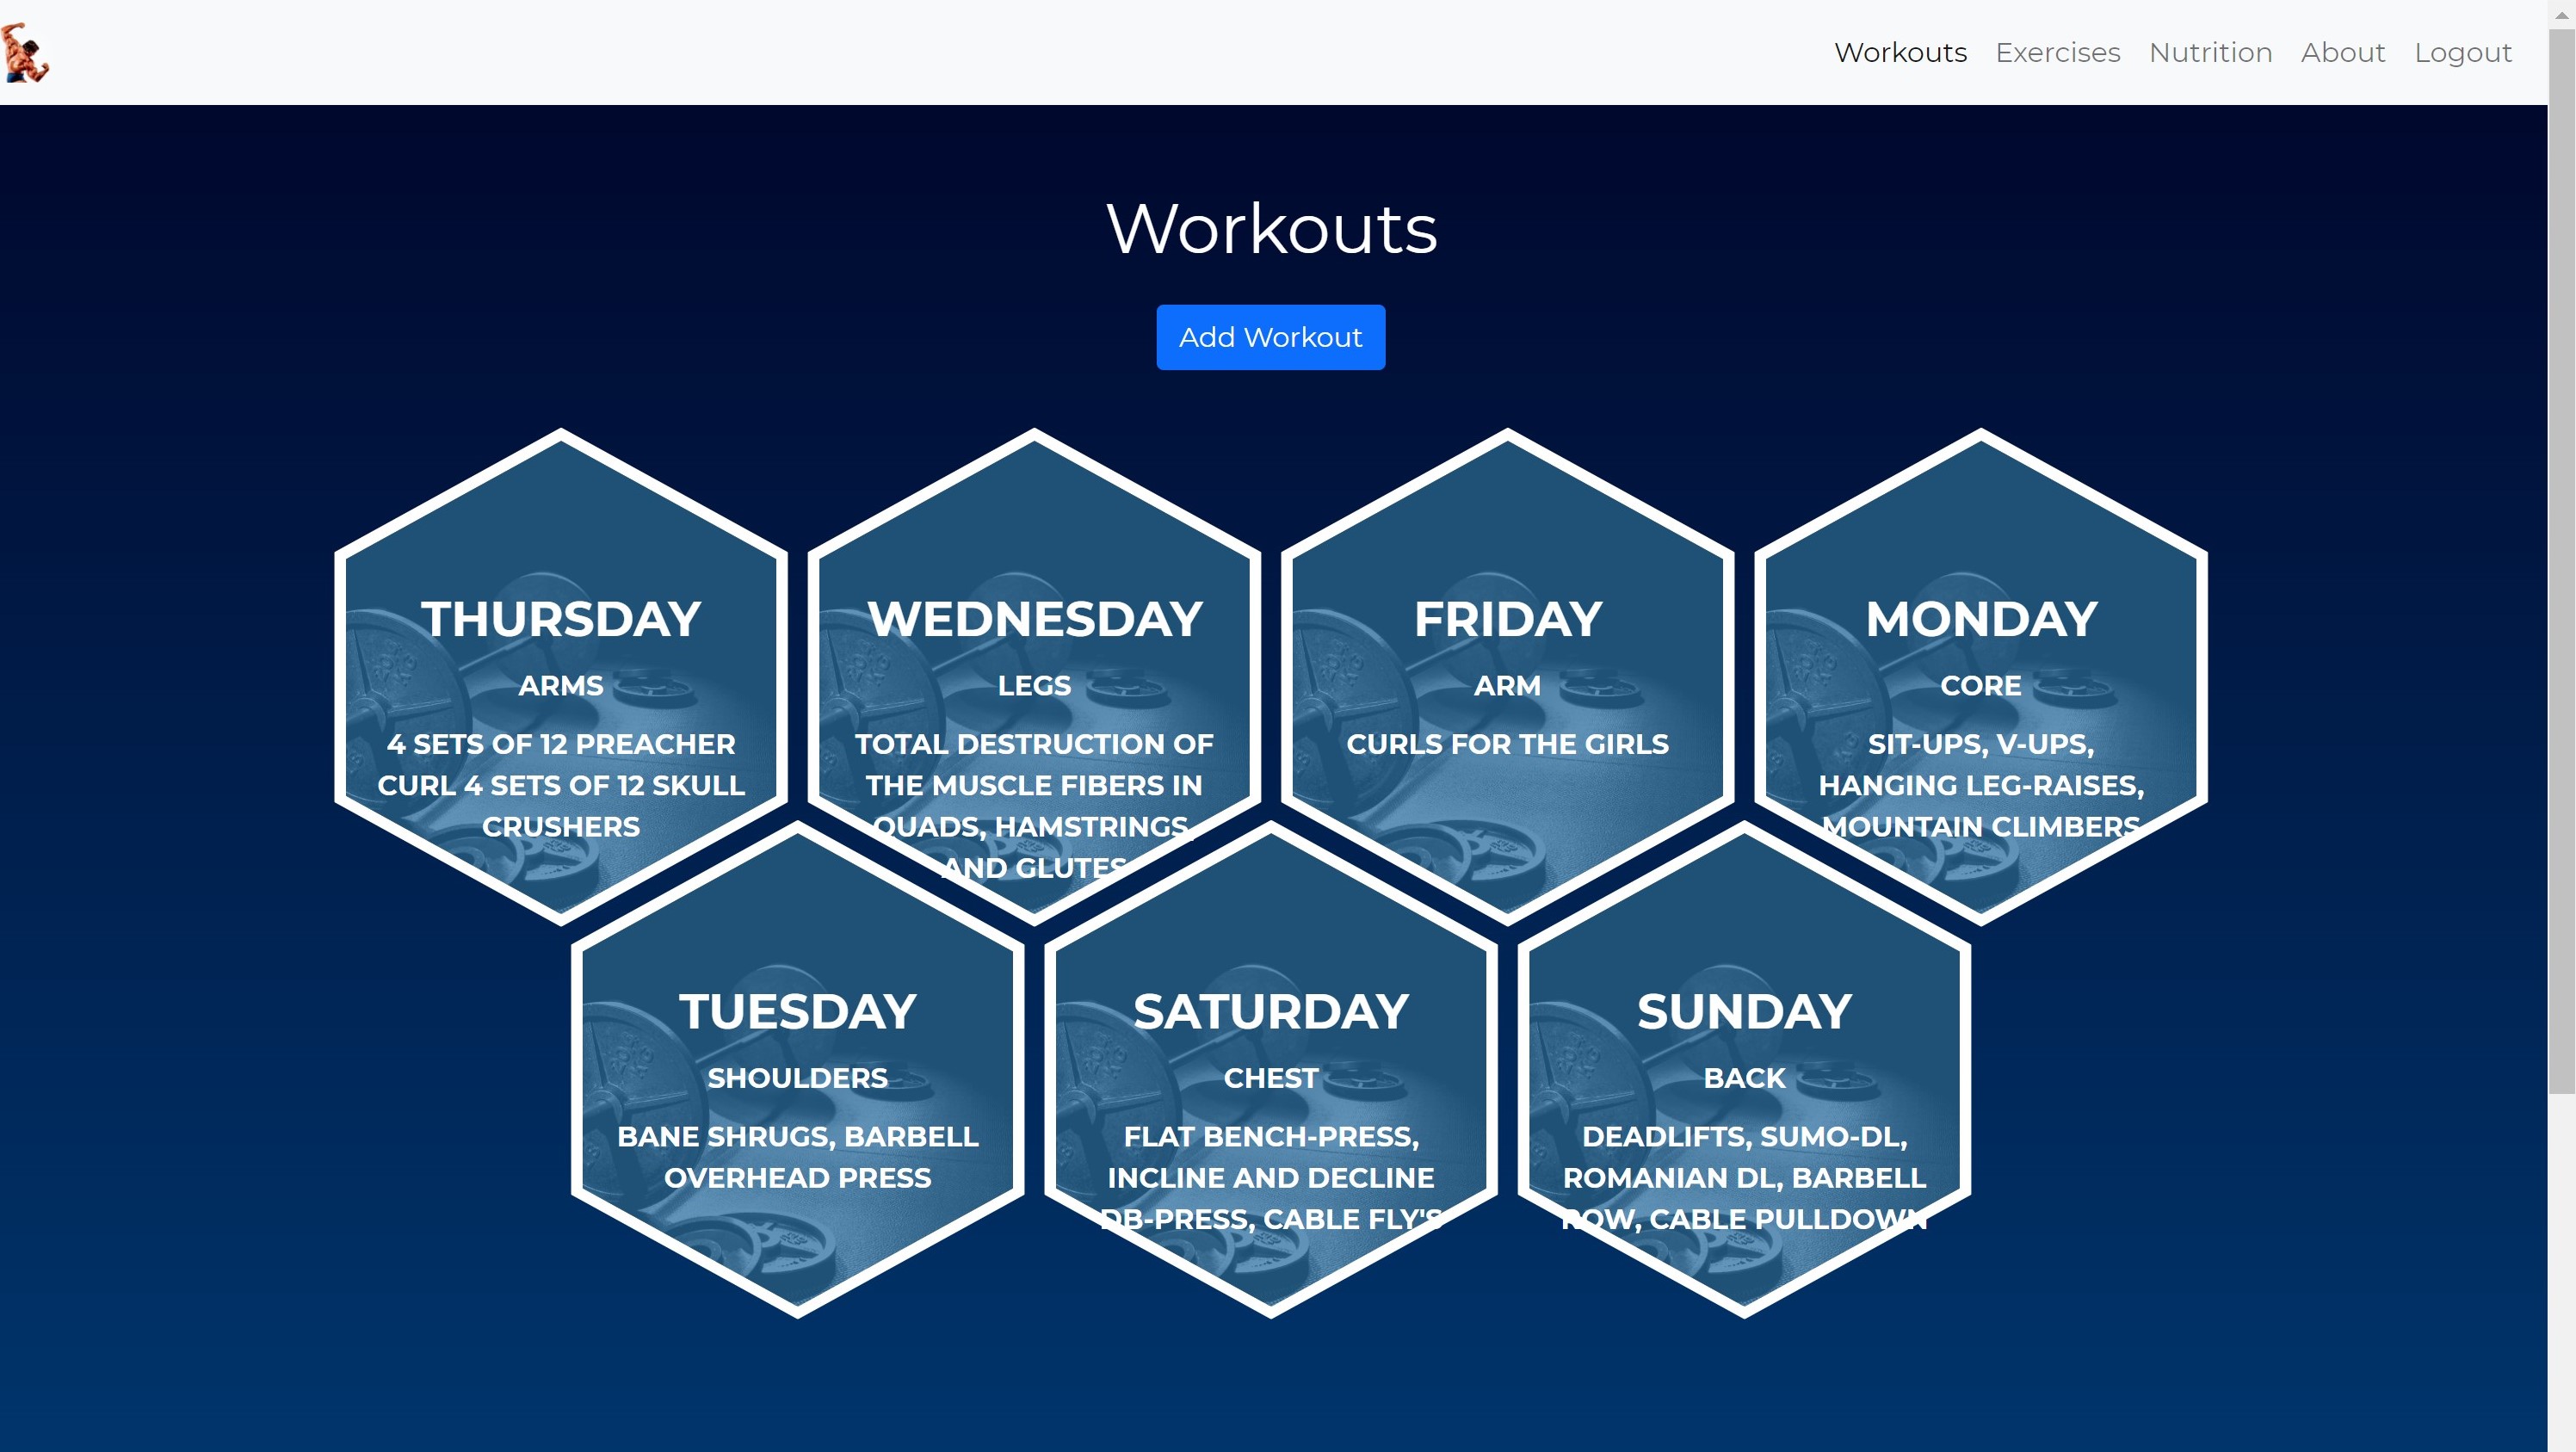 Workouts Exercises Nutrition About Logout
Workouts
Add Workout
THURSDAY
ARMS
4 SETS OF 12 PREACHER
CURL 4 SETS OF 12 SKULL
CRUSHERS
WEDNESDAY
LEGS
TOTAL DESTRUCTION OF
THE MUSCLE FIBERS IN
QUADS, HAMSTRINGS,
AND GLUTES
FRIDAY
ARM
CURLS FOR THE GIRLS
MONDAY
CORE
SIT-UPS, V-UPS,
HANGING LEG-RAISES,
MOUNTAIN CLIMBERS
TUESDAY
SHOULDERS
BANE SHRUGS, BARBELL
OVERHEAD PRESS
SATURDAY
CHEST
FLAT BENCH-PRESS,
INCLINE AND DECLINE
DB-PRESS, CABLE FLY'S
SUNDAY
BACK
DEADLIFTS, SUMO-DL,
ROMANIAN DL, BARBELL
ROW, CABLE PULLDOWN